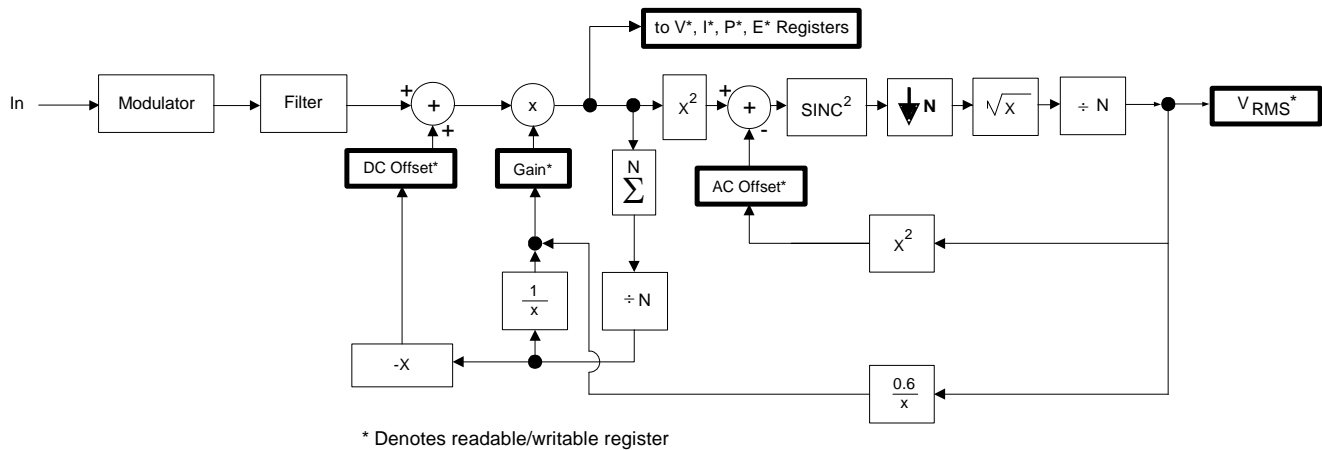 to V*, I*, P*, E* Registers
In
Modulator
Filter
+
+
+
x
X²
+
+
-
SINC²
N
√X
÷ N
V RMS*
DC Offset*
Gain*
N
Σ
AC Offset*
X²
1
x
÷ N
-X
0.6
x
* Denotes readable/writable register